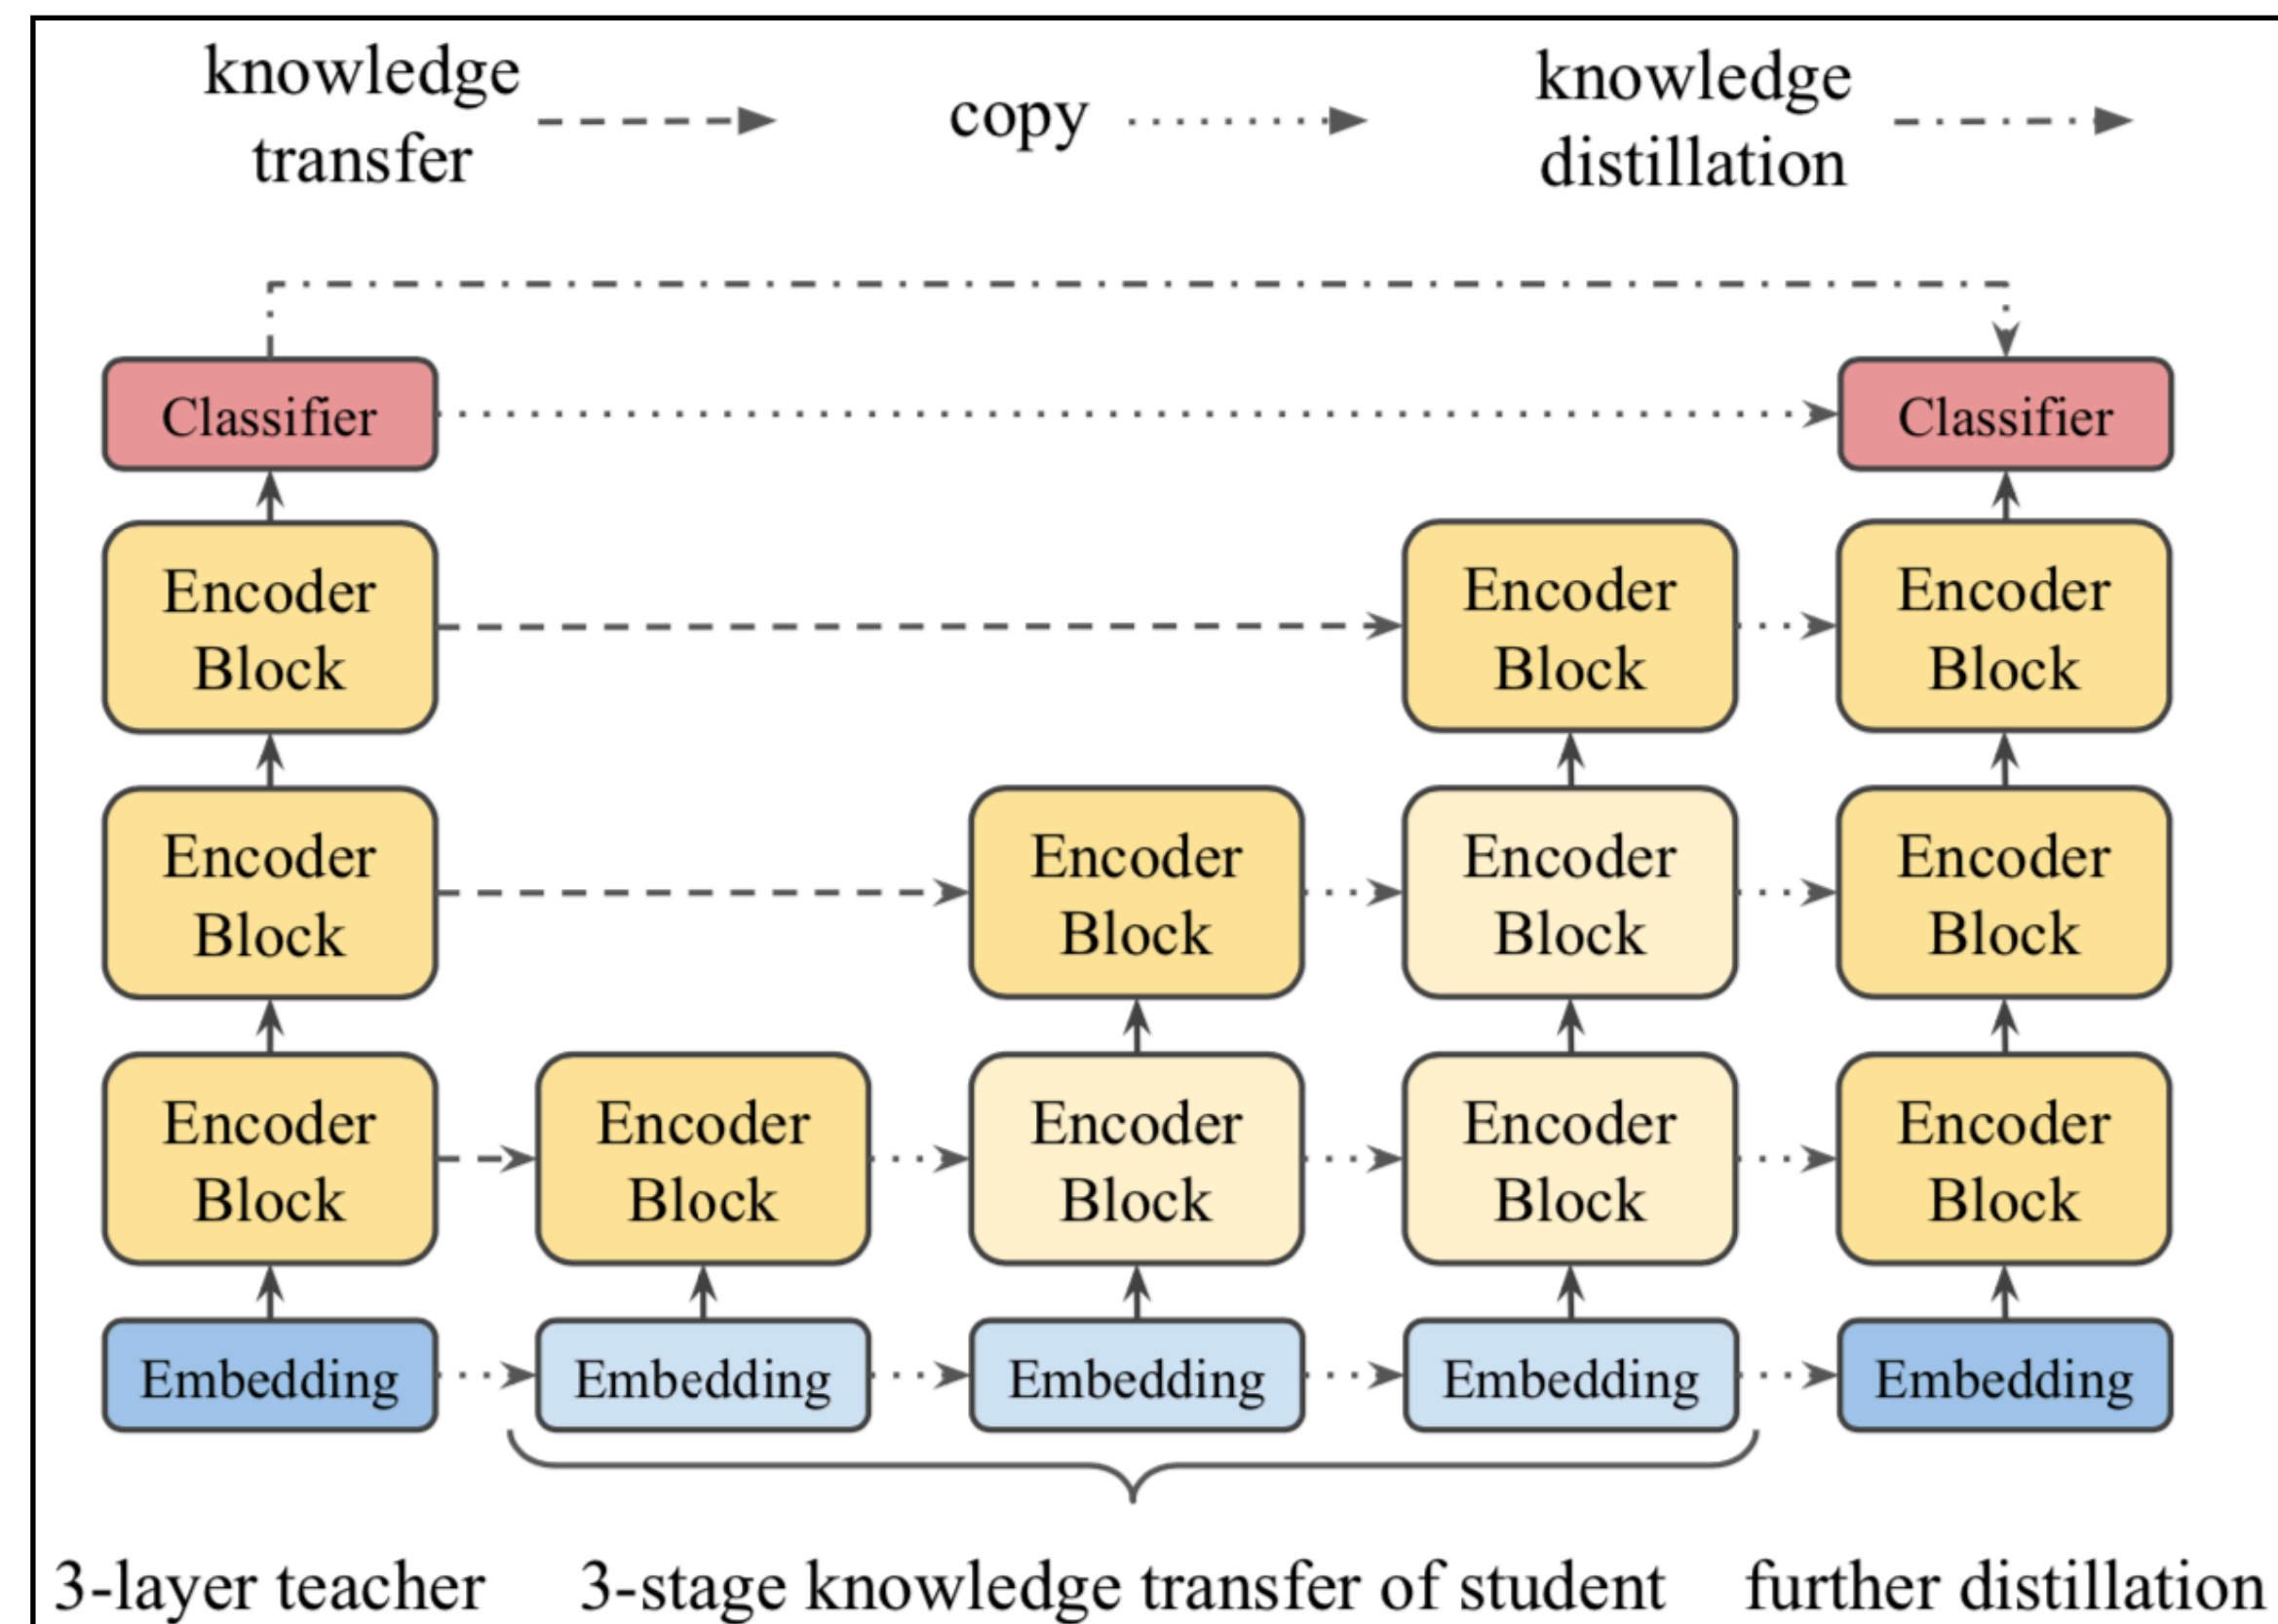 knowledge
transfer
copy
knowledge
distillation
Classifier
Classifier
Encoder
Block
Encoder
Block
Encoder
Block
Encoder
Block
Encoder
Block
Encoder
Block
Encoder
Block
Encoder
Block
Encoder
Block
Encoder
Block
Encoder
Block
Encoder
Block
Embedding
Embedding
Embedding
Embedding
Embedding
3-layer teacher
3-stage knowledge transfer of student
further distillation